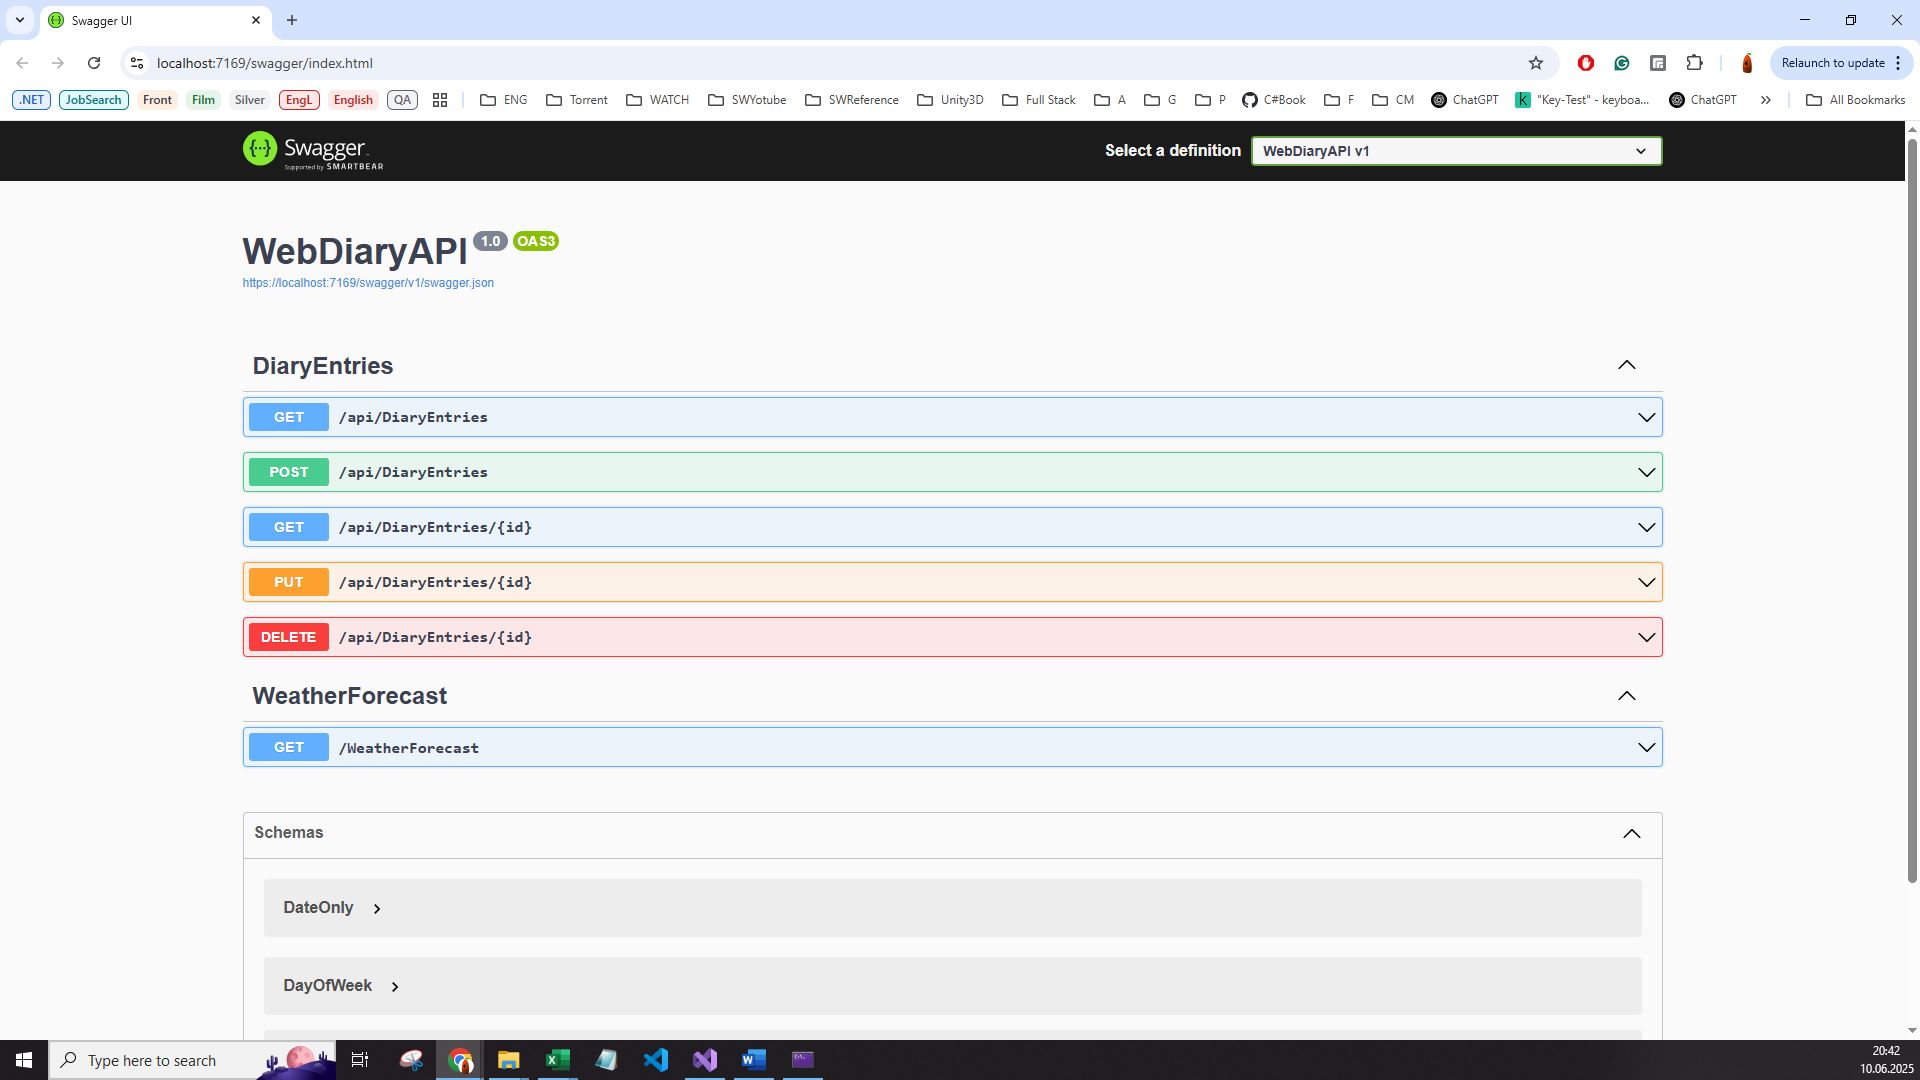 Swagger UI
localhost:7169/swagger/index.html
Relaunch to update
.NET JobSearch Front Film Silver EngL English QA ENG Torrent WATCH SWYotube SWReference Unity3D Full Stack A G P C#Book F CM ChatGPT "Key-Test" - keyboa... ChatGPT All Bookmarks
Swagger
Supported by SMARTBEAR
Select a definition WebDiaryAPI v1
WebDiaryAPI 1.0 OAS3
https://localhost:7169/swagger/v1/swagger.json
DiaryEntries
GET /api/DiaryEntries
POST /api/DiaryEntries
GET /api/DiaryEntries/{id}
PUT /api/DiaryEntries/{id}
DELETE /api/DiaryEntries/{id}
WeatherForecast
GET /WeatherForecast
Schemas
DateOnly
DayOfWeek
Type here to search
20:42
10.06.2025